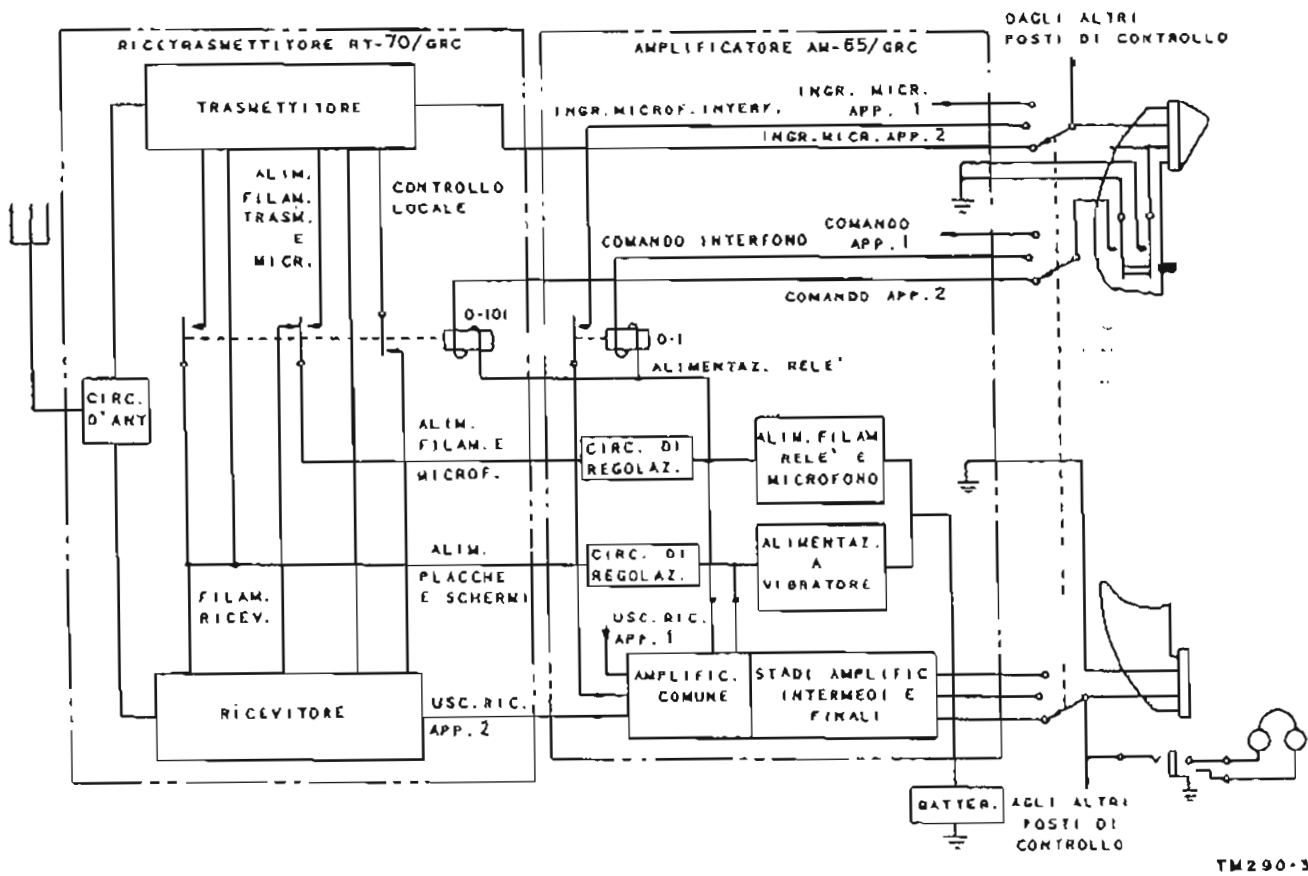 DAGLI ALTRI
POSTI DI CONTROLLO
RICETRASMETTITORE RT-70/GRC
AMPLIFICATORE AM-65/GRC
TRASMETTITORE
INGR. MICR.
APP. 1
INGR.MICROF.INTERF.
INGR.MICR.APP.2
ALIM.
FILAM.
TRASM.
E
MICR.
CONTROLLO
LOCALE
COMANDO
APP.1
COMANDO INTERFONO
COMANDO APP.2
O-101
O-1
ALIMENTAZ. RELE'
CIRC.
D'ANT
ALIM.
FILAM.E
MICROF.
CIRC. DI
REGOLAZ.
ALIM.FILAM
RELE' E
MICROFONO
ALIM.
PLACCHE
E SCHERMI
CIRC. DI
REGOLAZ.
ALIMENTAZ.
A
VIBRATORE
FILAM.
RICEV.
USC.RIC.
APP.1
AMPLIFIC.
COMUNE
STADI AMPLIFIC
INTERMEDI E
FINALI
RICEVITORE
USC.RIC.
APP.2
BATTER.
AGLI ALTRI
POSTI DI
CONTROLLO
TM290-3